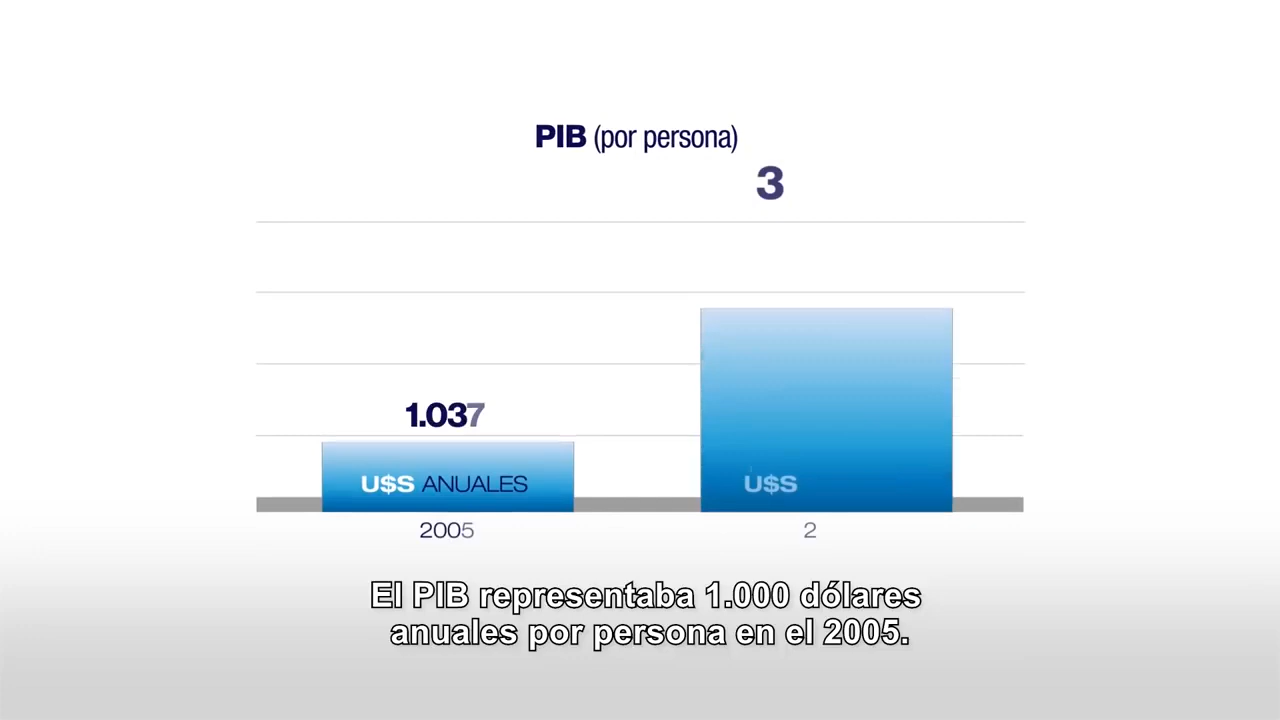 PIB (por persona)
3
1.037
U$S ANUALES
U$S
2005
2
El PIB representaba 1.000 dólares
anuales por persona en el 2005.